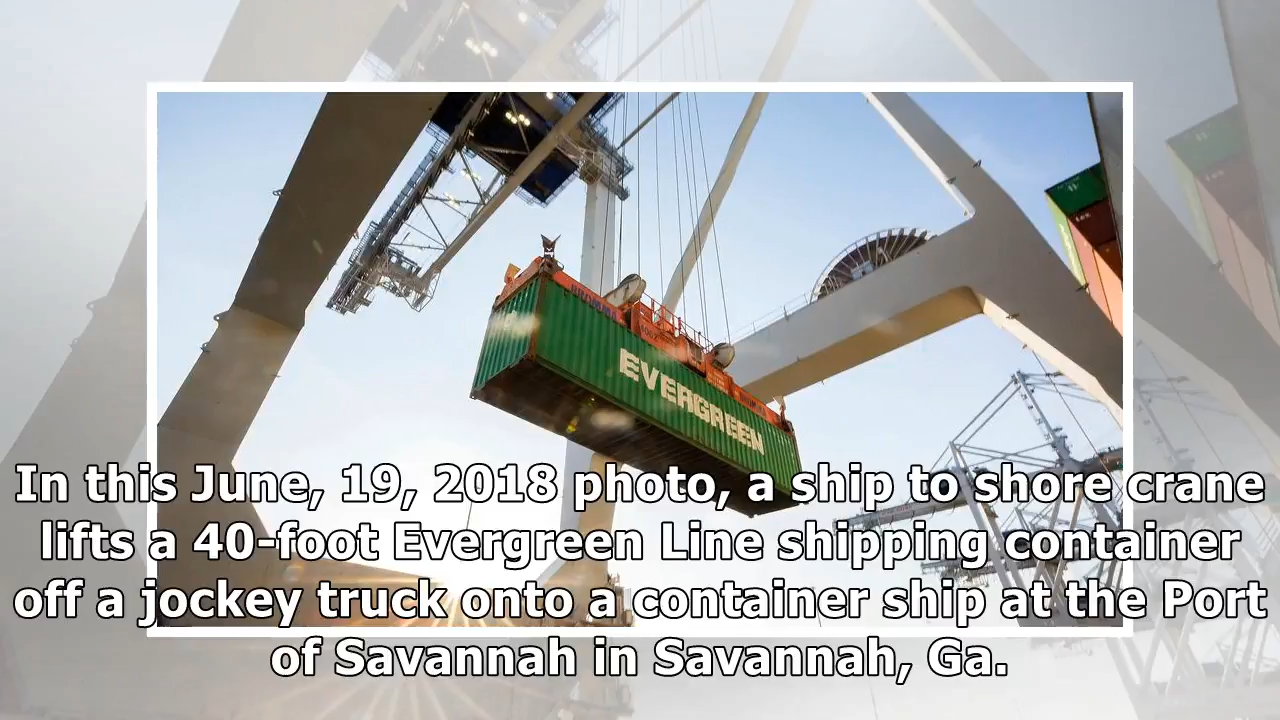 EVERGREEN
In this June, 19, 2018 photo, a ship to shore crane
lifts a 40-foot Evergreen Line shipping container
off a jockey truck onto a container ship at the Port
of Savannah in Savannah, Ga.